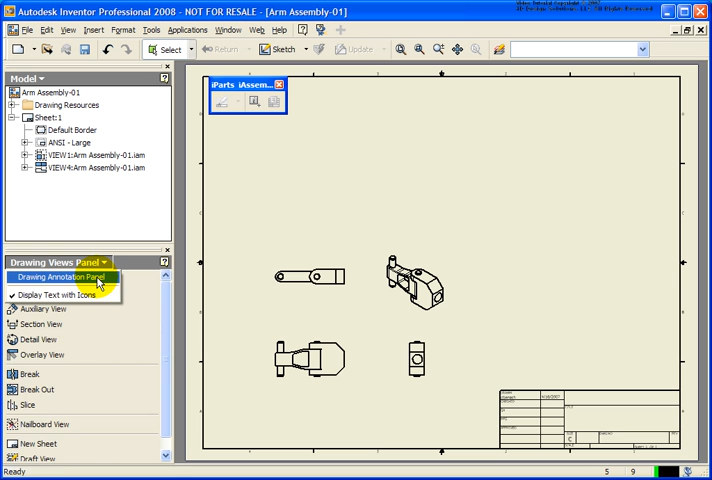 Autodesk Inventor Professional 2008 - NOT FOR RESALE - [Arm Assembly-01]
File Edit View Insert Format Tools Applications Window Web Help
Select Return Sketch Update
Model
Arm Assembly-01
Drawing Resources
Sheet:1
Default Border
ANSI - Large
VIEW1:Arm Assembly-01.iam
VIEW4:Arm Assembly-01.iam
iParts iAssem...
Drawing Views Panel
Drawing Annotation Panel
Display Text with Icons
Auxiliary View
Section View
Detail View
Overlay View
Break
Break Out
Slice
Nailboard View
New Sheet
Draft View
C
Ready
5 9